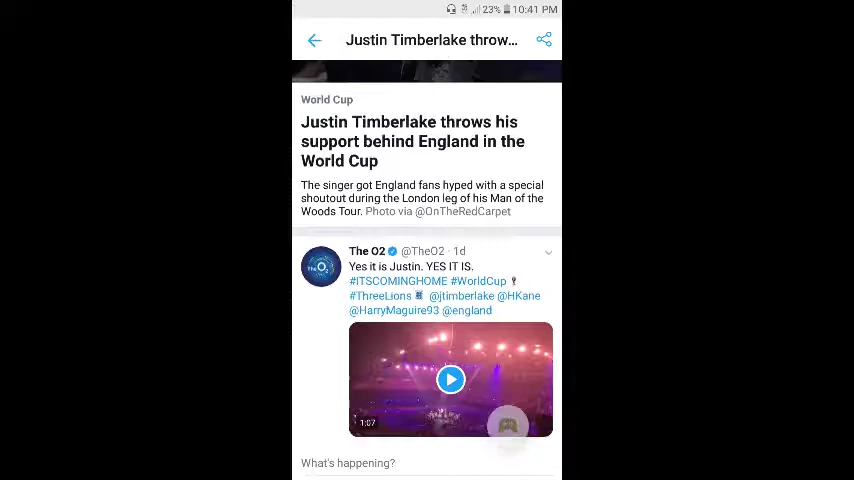 23% 10:41 PM
Justin Timberlake throw...
World Cup
Justin Timberlake throws his
support behind England in the
World Cup
The singer got England fans hyped with a special
shoutout during the London leg of his Man of the
Woods Tour. Photo via @OnTheRedCarpet
The O2 @TheO2 · 1d
Yes it is Justin. YES IT IS.
#ITSCOMINGHOME #WorldCup
#ThreeLions @jtimberlake @HKane
@HarryMaguire93 @england
The O2
1:07
What's happening?